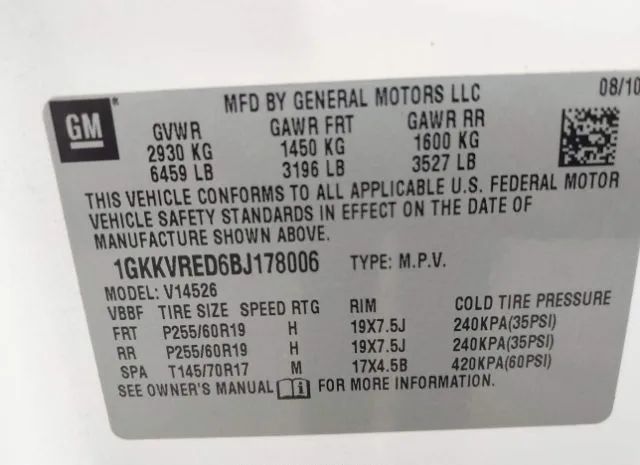 MFD BY GENERAL MOTORS LLC 08/10
GM
GVWR GAWR FRT GAWR RR
2930 KG 1450 KG 1600 KG
6459 LB 3196 LB 3527 LB
THIS VEHICLE CONFORMS TO ALL APPLICABLE U.S. FEDERAL MOTOR
VEHICLE SAFETY STANDARDS IN EFFECT ON THE DATE OF
MANUFACTURE SHOWN ABOVE.
1GKKVRED6BJ178006 TYPE: M.P.V.
MODEL: V14526
VBBF TIRE SIZE SPEED RTG RIM COLD TIRE PRESSURE
FRT P255/60R19 H 19X7.5J 240KPA(35PSI)
RR P255/60R19 H 19X7.5J 240KPA(35PSI)
SPA T145/70R17 M 17X4.5B 420KPA(60PSI)
SEE OWNER'S MANUAL FOR MORE INFORMATION.